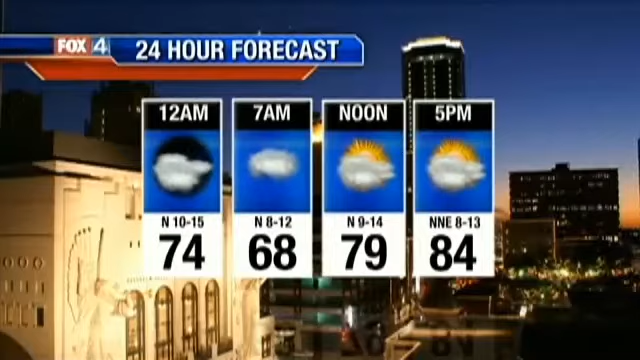 FOX 4 24 HOUR FORECAST
12AM 7AM NOON 5PM
N 10-15 N 8-12 N 9-14 NNE 8-13
74 68 79 84